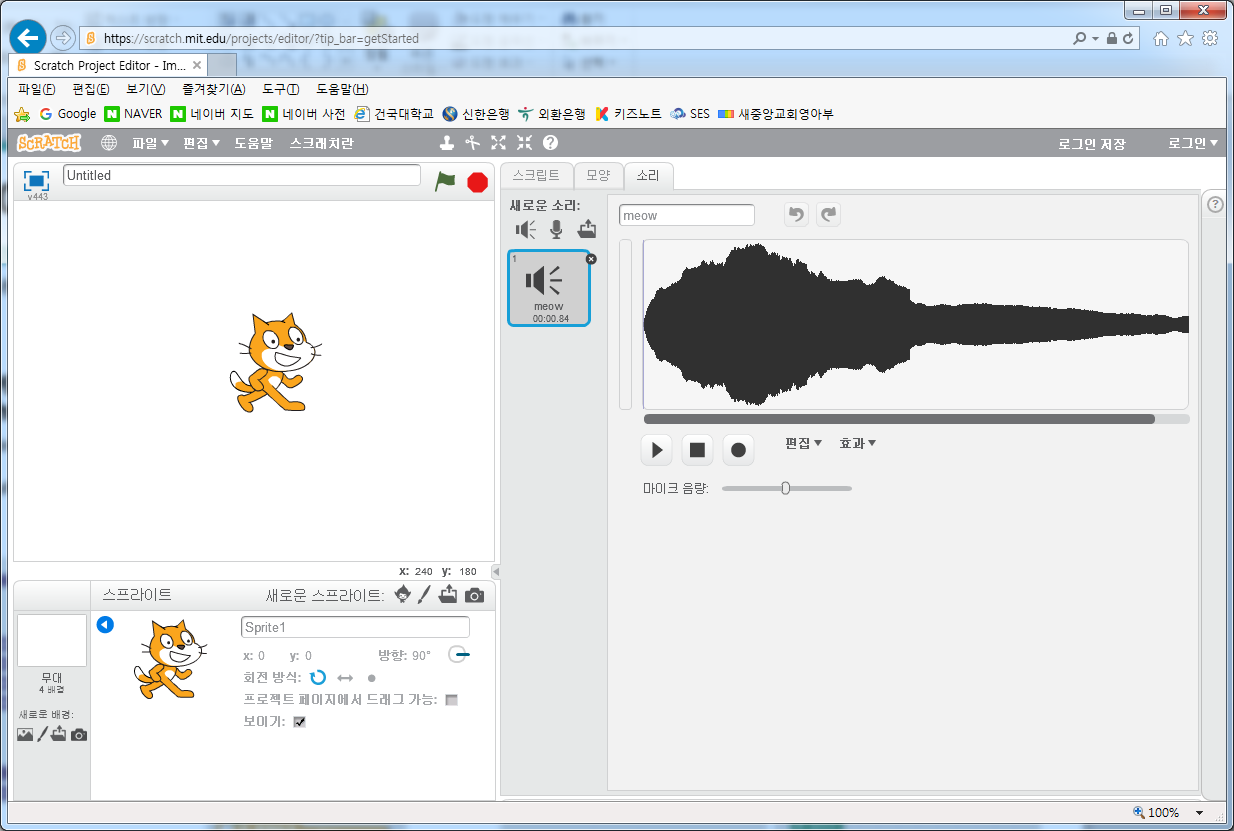 https://scratch.mit.edu/projects/editor/?tip_bar=getStarted
Scratch Project Editor - Im...
파일(F) 편집(E) 보기(V) 즐겨찾기(A) 도구(T) 도움말(H)
Google NAVER 네이버 지도 네이버 사전 건국대학교 신한은행 외환은행 키즈노트 SES 새중앙교회영아부
SCRATCH 파일 편집 도움말 스크래치란 로그인 저장 로그인
Untitled
v443
스크립트 모양 소리
새로운 소리:
meow
1
meow
00:00.84
편집 효과
마이크 음량:
x: 240 y: 180
스프라이트 새로운 스프라이트:
Sprite1
x: 0 y: 0 방향: 90°
회전 방식:
프로젝트 페이지에서 드래그 가능:
보이기:
무대
4 배경
새로운 배경:
100%